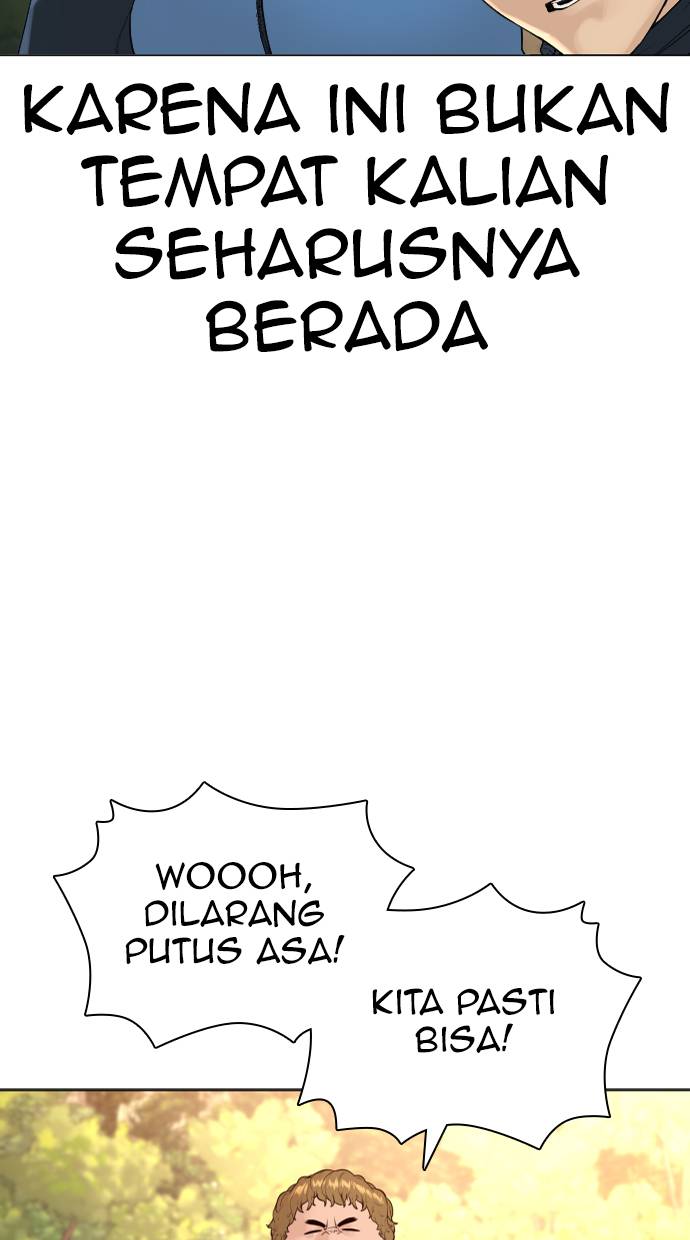 KARENA INI BUKAN
TEMPAT KALIAN
SEHARUSNYA
BERADA
WOOOH,
DILARANG
PUTUS ASA!
KITA PASTI
BISA!